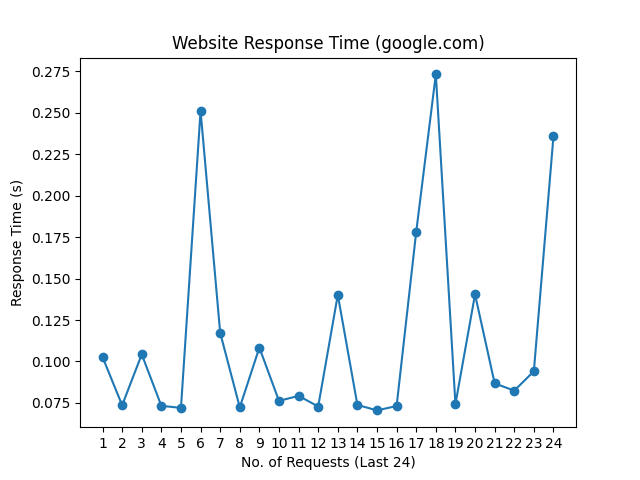 Website Response Time (google.com)
0.275
0.250
0.225
0.200
0.175
0.150
0.125
0.100
0.075
Response Time (s)
1 2 3 4 5 6 7 8 9 10 11 12 13 14 15 16 17 18 19 20 21 22 23 24
No. of Requests (Last 24)